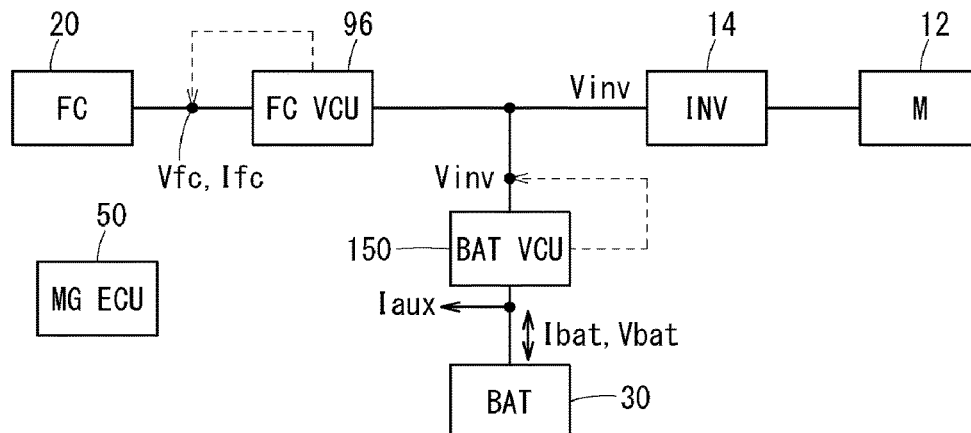 20
96
14
12
FC
FC VCU
Vinv
INV
M
Vfc, Ifc
Vinv
50
150
BAT VCU
MG ECU
Iaux
Ibat, Vbat
BAT
30